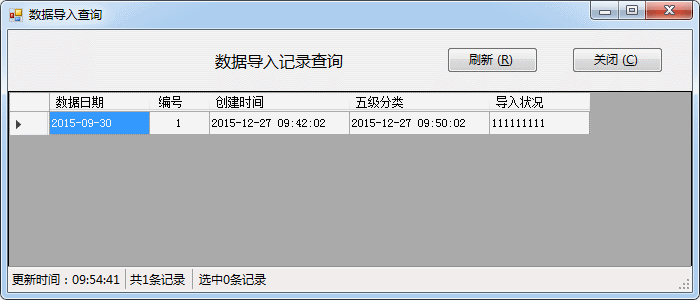 数据导入查询
数据导入记录查询 刷新 (R) 关闭 (C)
数据日期 编号 创建时间 五级分类 导入状况
2015-09-30 1 2015-12-27 09:42:02 2015-12-27 09:50:02 111111111
更新时间：09:54:41 共1条记录 选中0条记录